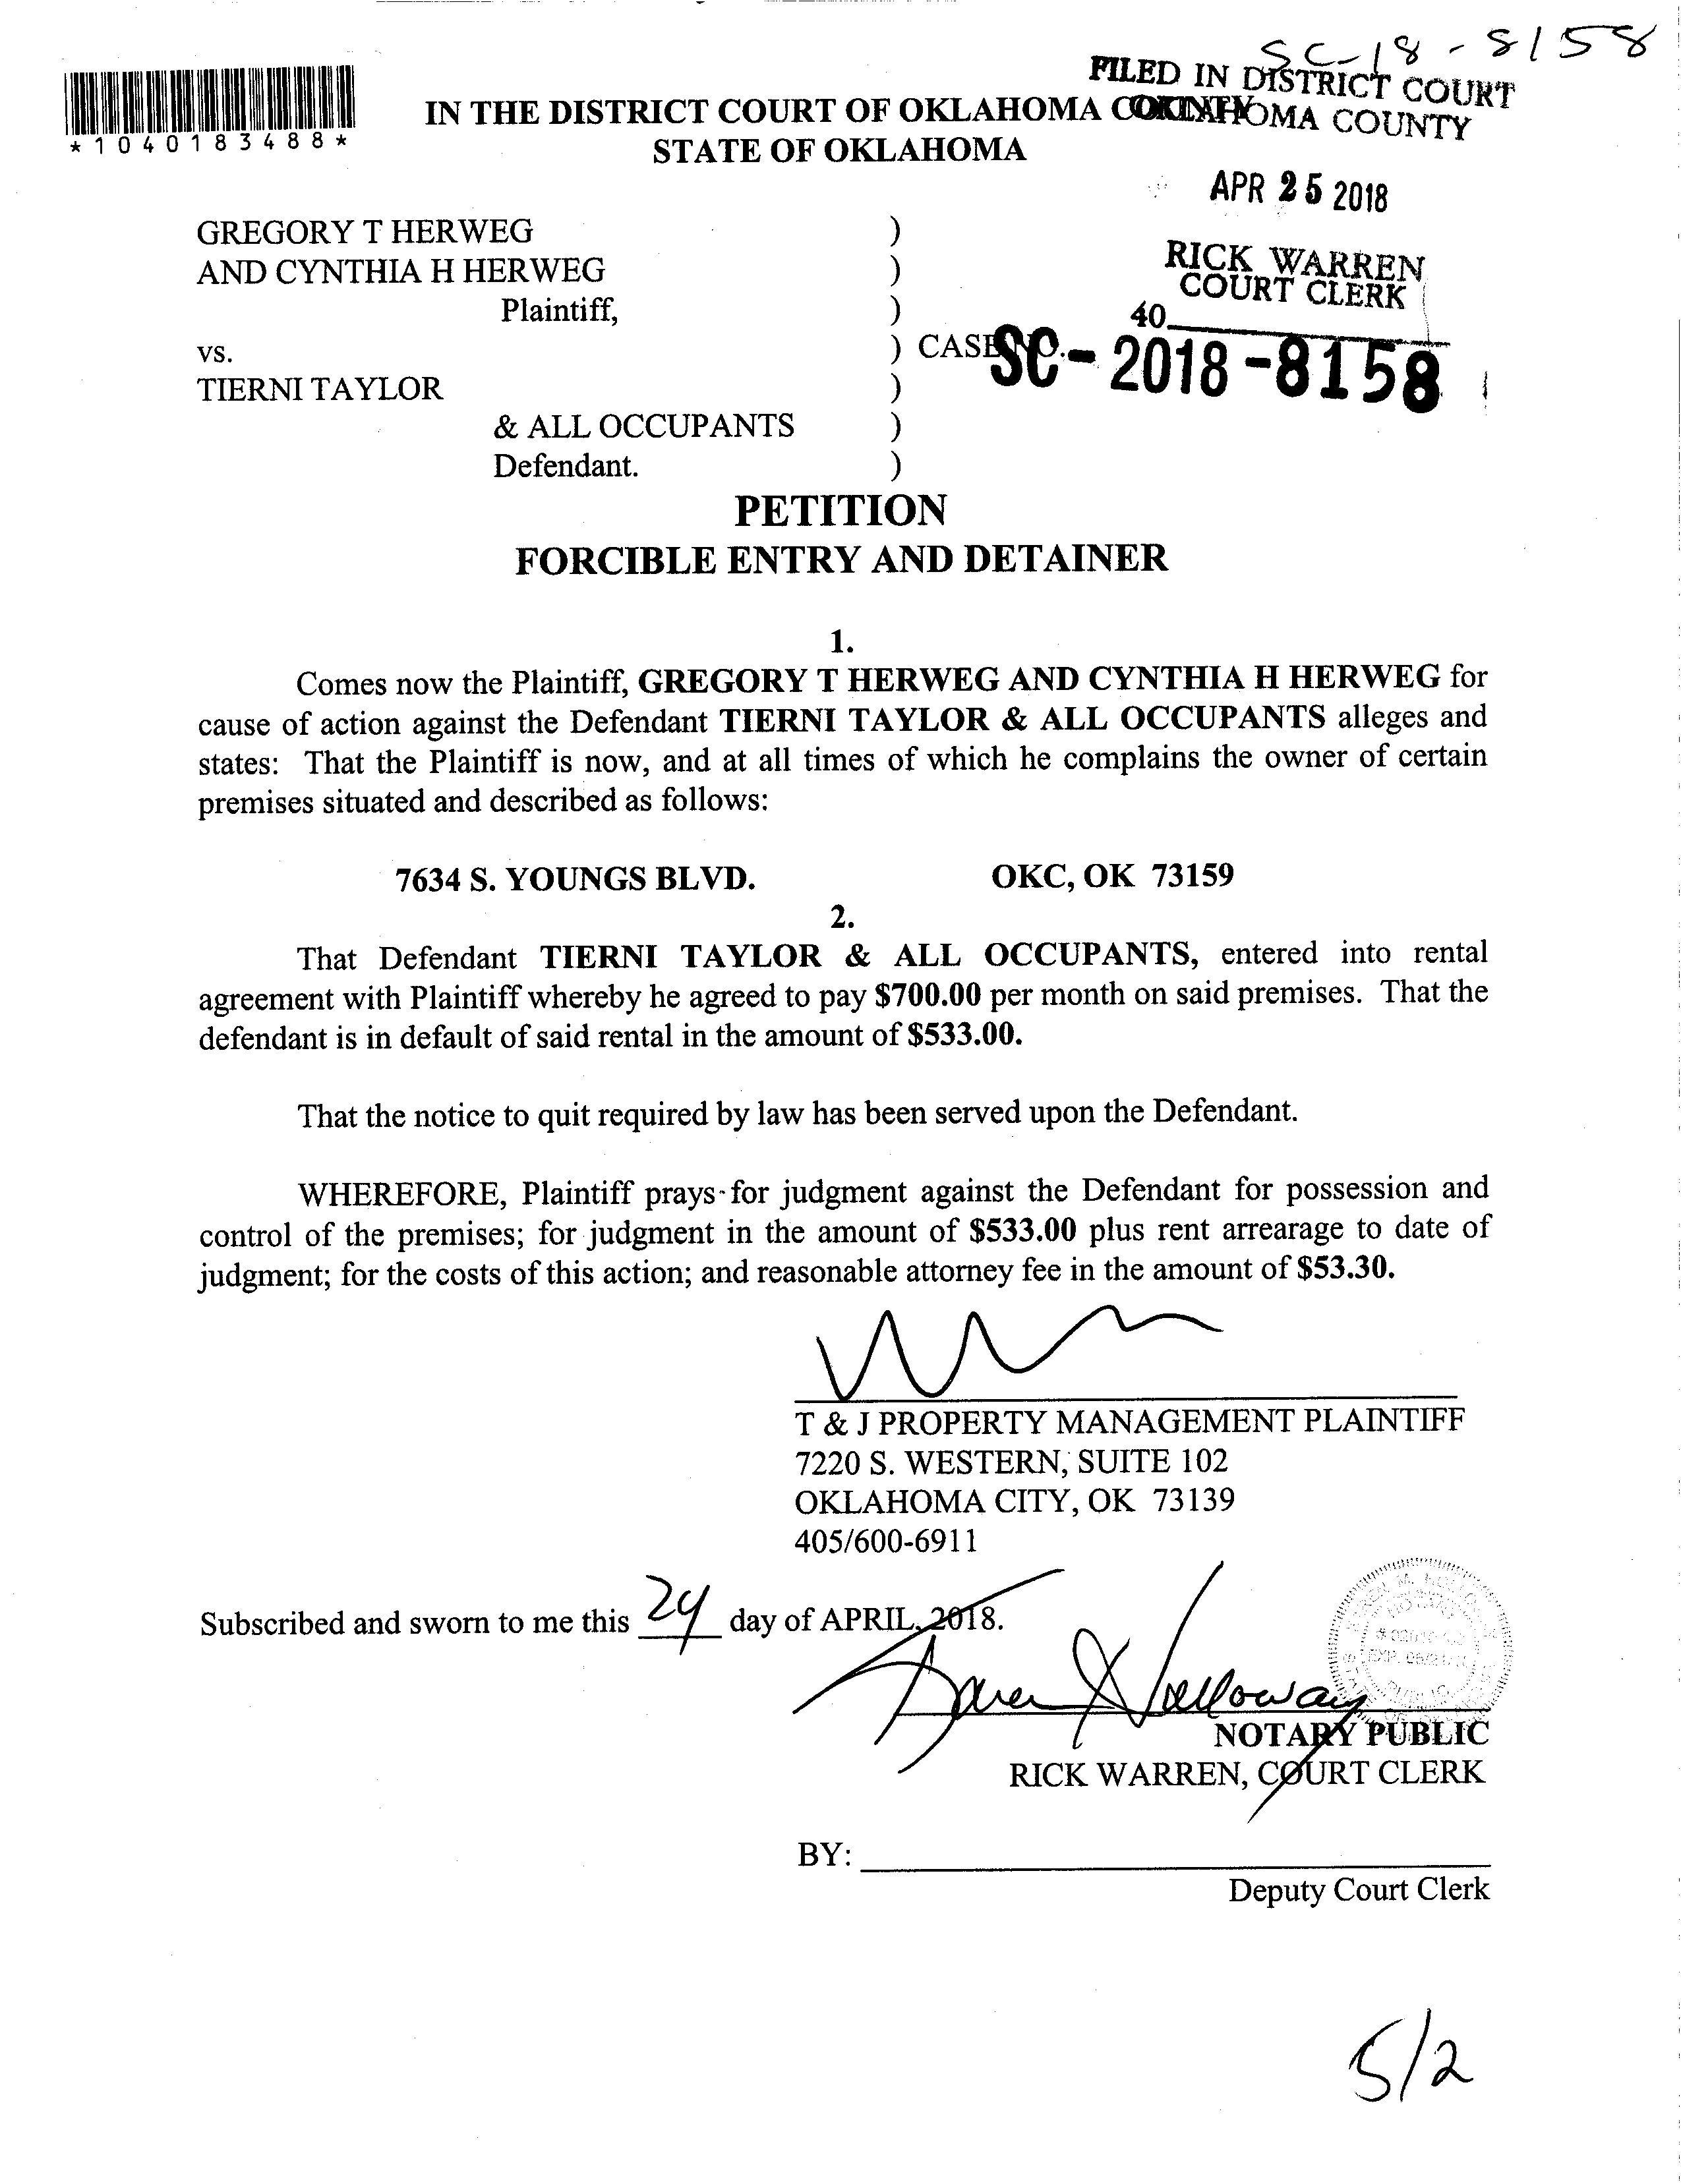 SC-18-8158
FILED IN DISTRICT COURT
OKLAHOMA COUNTY
*1040183488*
IN THE DISTRICT COURT OF OKLAHOMA COUNTY
STATE OF OKLAHOMA
APR 25 2018
GREGORY T HERWEG )
AND CYNTHIA H HERWEG )
Plaintiff, )
RICK WARREN
COURT CLERK
40
vs. ) CASE NO. SC-2018-8158
TIERNI TAYLOR )
& ALL OCCUPANTS )
Defendant. )
PETITION
FORCIBLE ENTRY AND DETAINER
1.
Comes now the Plaintiff, GREGORY T HERWEG AND CYNTHIA H HERWEG for
cause of action against the Defendant TIERNI TAYLOR & ALL OCCUPANTS alleges and
states: That the Plaintiff is now, and at all times of which he complains the owner of certain
premises situated and described as follows:
7634 S. YOUNGS BLVD. OKC, OK 73159
2.
That Defendant TIERNI TAYLOR & ALL OCCUPANTS, entered into rental
agreement with Plaintiff whereby he agreed to pay $700.00 per month on said premises. That the
defendant is in default of said rental in the amount of $533.00.
That the notice to quit required by law has been served upon the Defendant.
WHEREFORE, Plaintiff prays for judgment against the Defendant for possession and
control of the premises; for judgment in the amount of $533.00 plus rent arrearage to date of
judgment; for the costs of this action; and reasonable attorney fee in the amount of $53.30.
T & J PROPERTY MANAGEMENT PLAINTIFF
7220 S. WESTERN, SUITE 102
OKLAHOMA CITY, OK 73139
405/600-6911
Subscribed and sworn to me this 24 day of APRIL, 2018.
Holloway
NOTARY PUBLIC
RICK WARREN, COURT CLERK
BY:
Deputy Court Clerk
5/2